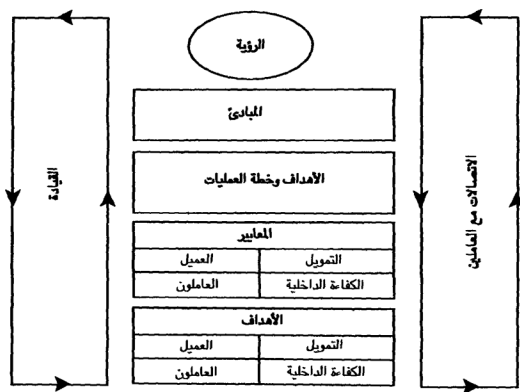 الرؤية
المبادئ
الأهداف وخطة العمليات
المعايير
التمويل
العميل
الكفاءة الداخلية
العاملون
الأهداف
التمويل
العميل
الكفاءة الداخلية
العاملون
الاتصالات مع العاملين
القيادة